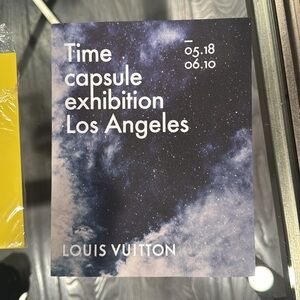 Time
capsule
exhibition
Los Angeles
05.18
06.10
LOUIS VUITTON